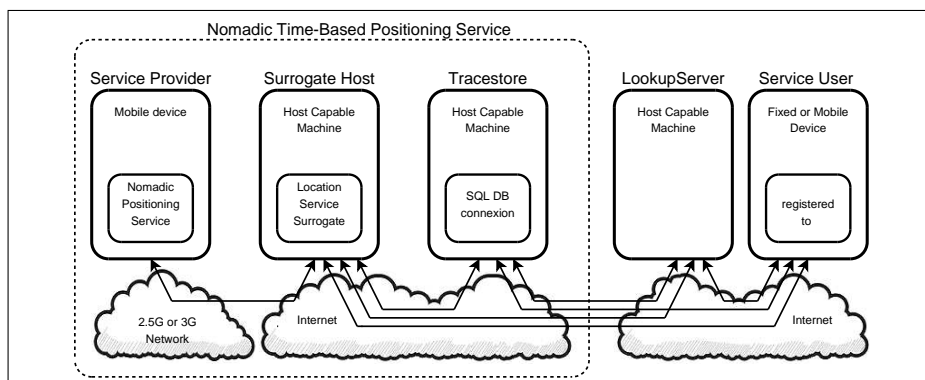 Nomadic Time-Based Positioning Service
Service Provider
Surrogate Host
Tracestore
LookupServer
Service User
Mobile device
Host Capable
Machine
Host Capable
Machine
Host Capable
Machine
Fixed or Mobile
Device
Nomadic
Positioning
Service
Location
Service
Surrogate
SQL DB
connexion
registered
to
2.5G or 3G
Network
Internet
Internet